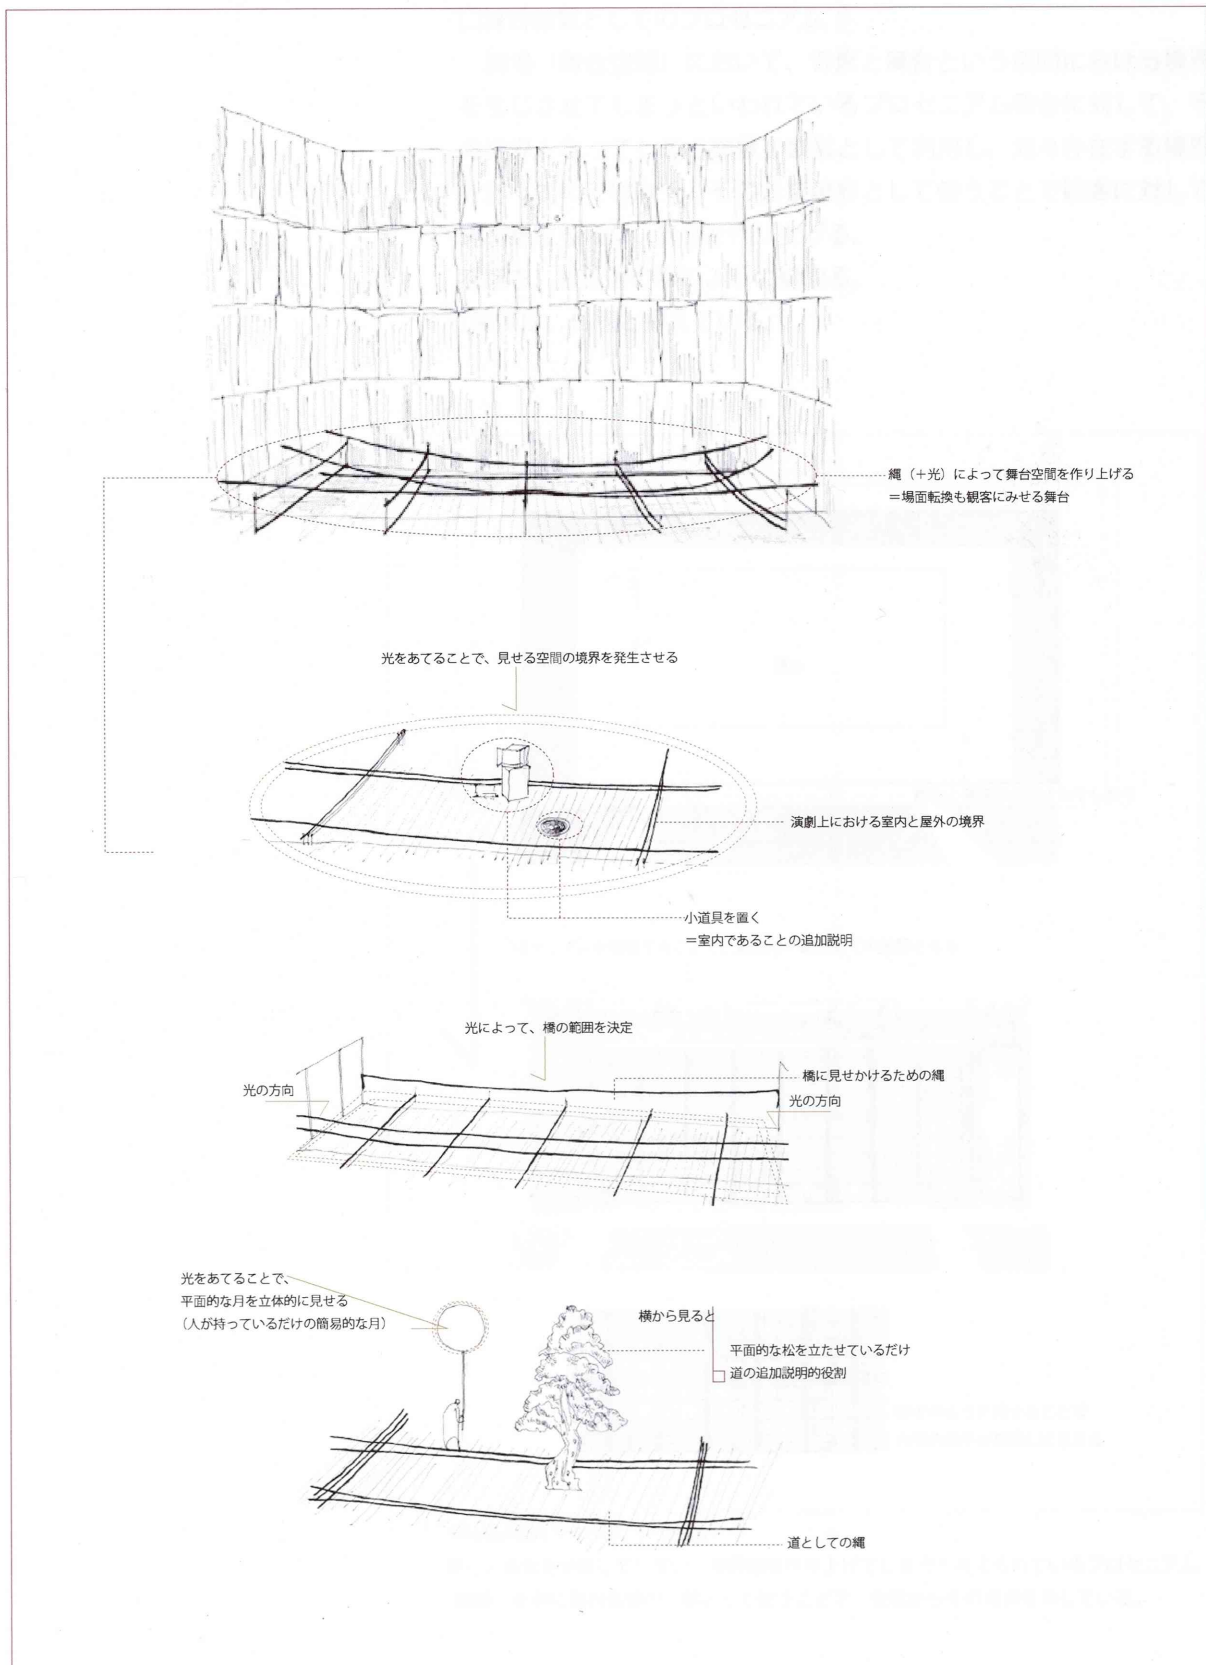 縄（＋光）によって舞台空間を作り上げる
＝場面転換も観客にみせる舞台
光をあてることで、見せる空間の境界を発生させる
演劇上における室内と屋外の境界
小道具を置く
＝室内であることの追加説明
光によって、橋の範囲を決定
橋に見せかけるための縄
光の方向
光の方向
光をあてることで、
平面的な月を立体的に見せる
（人が持っているだけの簡易的な月）
横から見ると
平面的な松を立たせているだけ
道の追加説明的役割
道としての縄